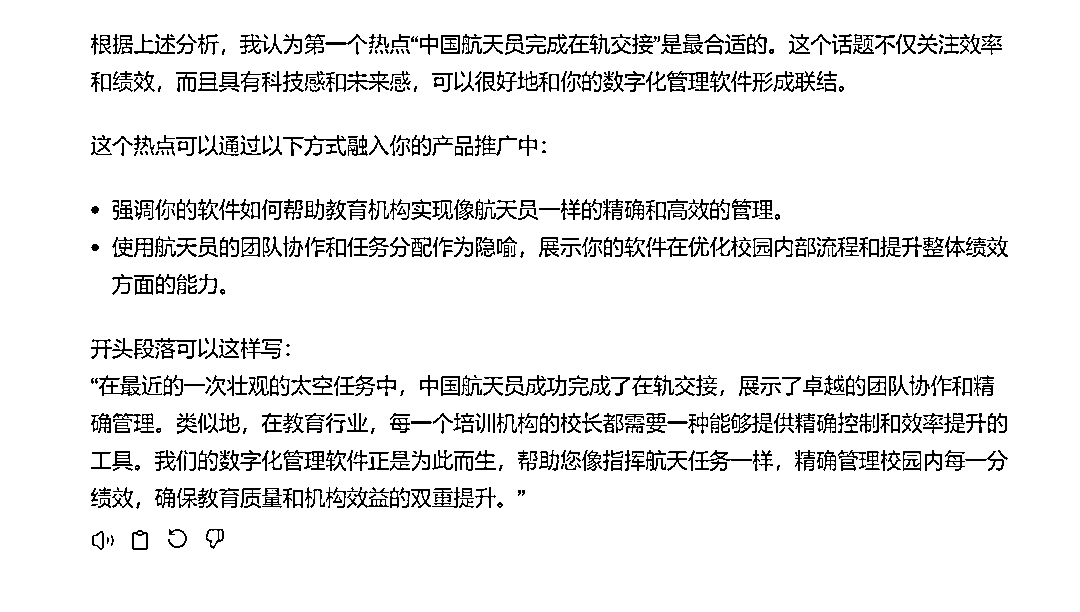 根据上述分析，我认为第一个热点“中国航天员完成在轨交接”是最合适的。这个话题不仅关注效率
和绩效，而且具有科技感和未来感，可以很好地和你的数字化管理软件形成联结。
这个热点可以通过以下方式融入你的产品推广中：
• 强调你的软件如何帮助教育机构实现像航天员一样的精确和高效的管理。
• 使用航天员的团队协作和任务分配作为隐喻，展示你的软件在优化校园内部流程和提升整体绩效
方面的能力。
开头段落可以这样写：
“在最近的一次壮观的太空任务中，中国航天员成功完成了在轨交接，展示了卓越的团队协作和精
确管理。类似地，在教育行业，每一个培训机构的校长都需要一种能够提供精确控制和效率提升的
工具。我们的数字化管理软件正是为此而生，帮助您像指挥航天任务一样，精确管理校园内每一分
绩效，确保教育质量和机构效益的双重提升。”